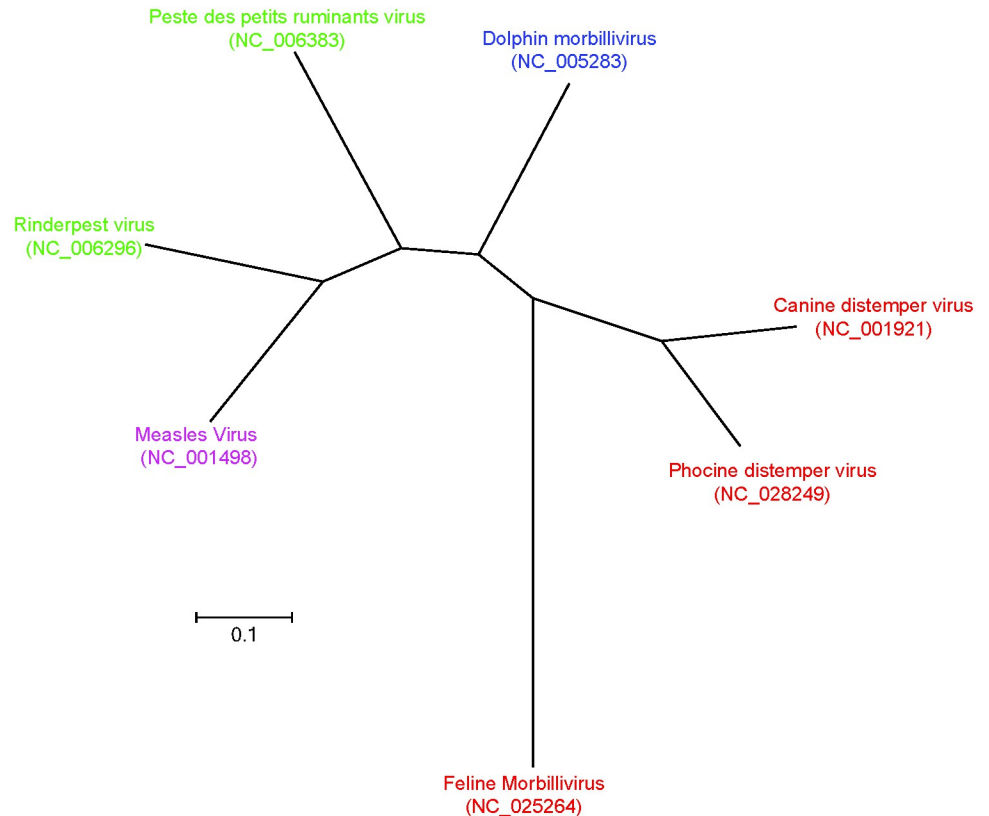 Peste des petits ruminants virus
(NC_006383)
Dolphin morbillivirus
(NC_005283)
Rinderpest virus
(NC_006296)
Canine distemper virus
(NC_001921)
Measles Virus
(NC_001498)
Phocine distemper virus
(NC_028249)
0.1
Feline Morbillivirus
(NC_025264)